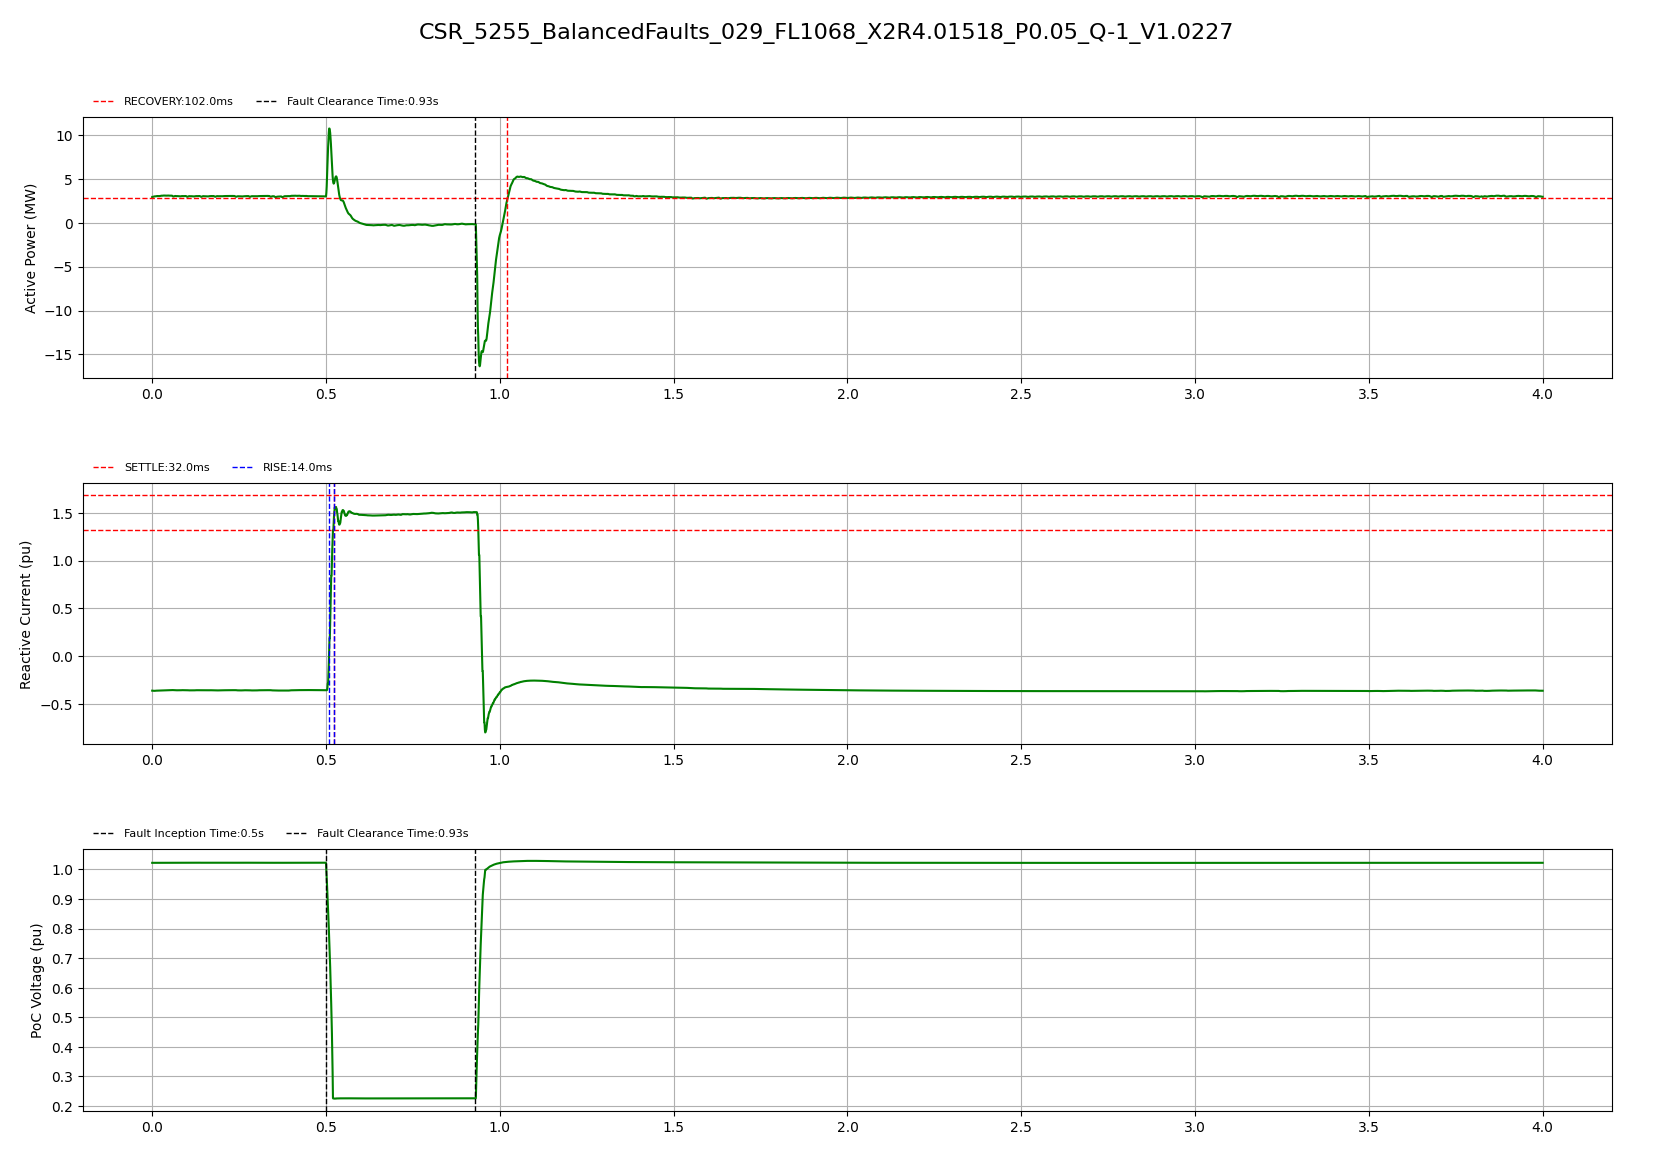 CSR_5255_BalancedFaults_029_FL1068_X2R4.01518_P0.05_Q-1_V1.0227
RECOVERY:102.0ms Fault Clearance Time:0.93s
Active Power (MW)
10
5
0
−5
−10
−15
0.0 0.5 1.0 1.5 2.0 2.5 3.0 3.5 4.0
SETTLE:32.0ms RISE:14.0ms
Reactive Current (pu)
1.5
1.0
0.5
0.0
−0.5
0.0 0.5 1.0 1.5 2.0 2.5 3.0 3.5 4.0
Fault Inception Time:0.5s Fault Clearance Time:0.93s
PoC Voltage (pu)
1.0
0.9
0.8
0.7
0.6
0.5
0.4
0.3
0.2
0.0 0.5 1.0 1.5 2.0 2.5 3.0 3.5 4.0